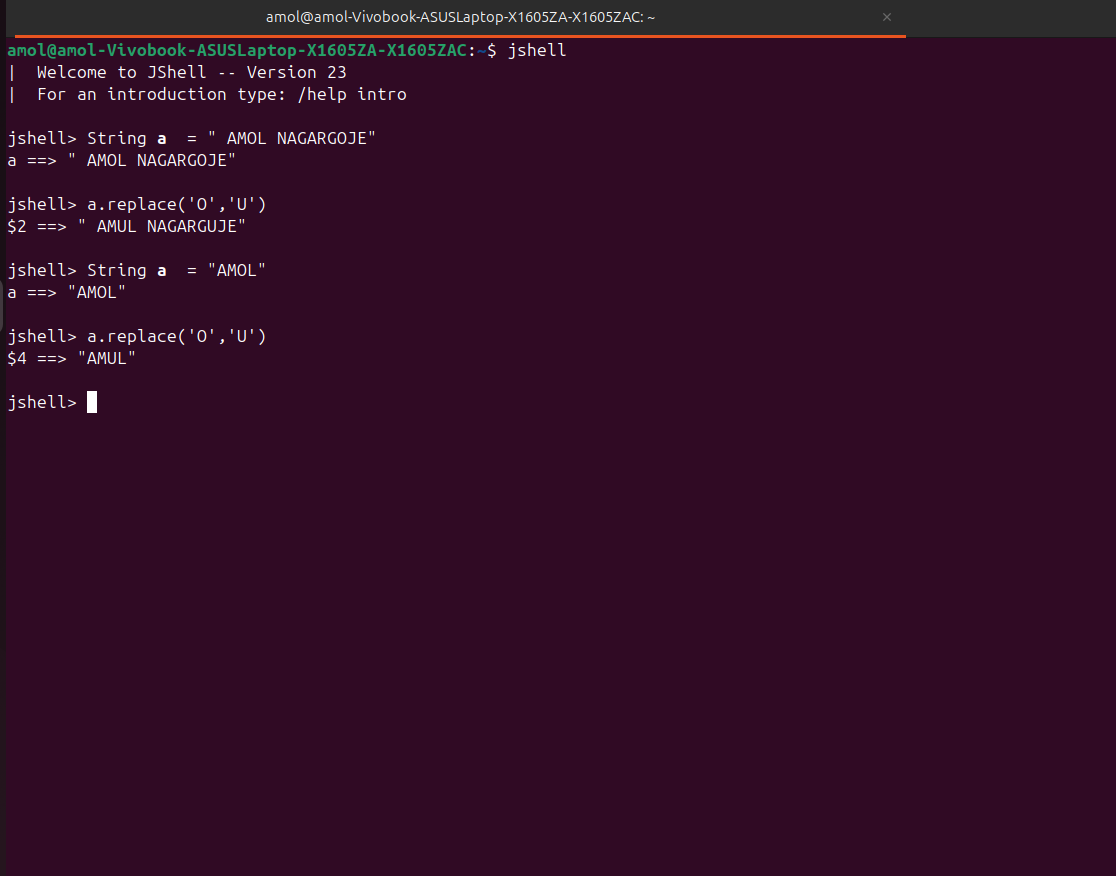 amol@amol-Vivobook-ASUSLaptop-X1605ZA-X1605ZAC: ~
amol@amol-Vivobook-ASUSLaptop-X1605ZA-X1605ZAC:~$ jshell
|  Welcome to JShell -- Version 23
|  For an introduction type: /help intro
jshell> String a  = " AMOL NAGARGOJE"
a ==> " AMOL NAGARGOJE"
jshell> a.replace('O','U')
$2 ==> " AMUL NAGARGUJE"
jshell> String a  = "AMOL"
a ==> "AMOL"
jshell> a.replace('O','U')
$4 ==> "AMUL"
jshell>